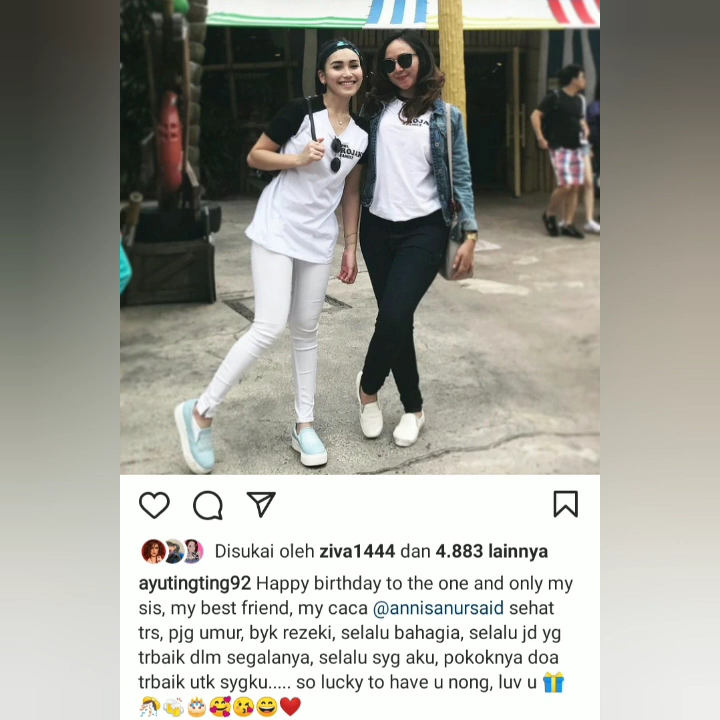 Disukai oleh ziva1444 dan 4.883 lainnya
ayutingting92 Happy birthday to the one and only my
sis, my best friend, my caca @annisanursaid sehat
trs, pjg umur, byk rezeki, selalu bahagia, selalu jd yg
trbaik dlm segalanya, selalu syg aku, pokoknya doa
trbaik utk sygku..... so lucky to have u nong, luv u 🎁
👼🍻🎂🥰😘😄❤️